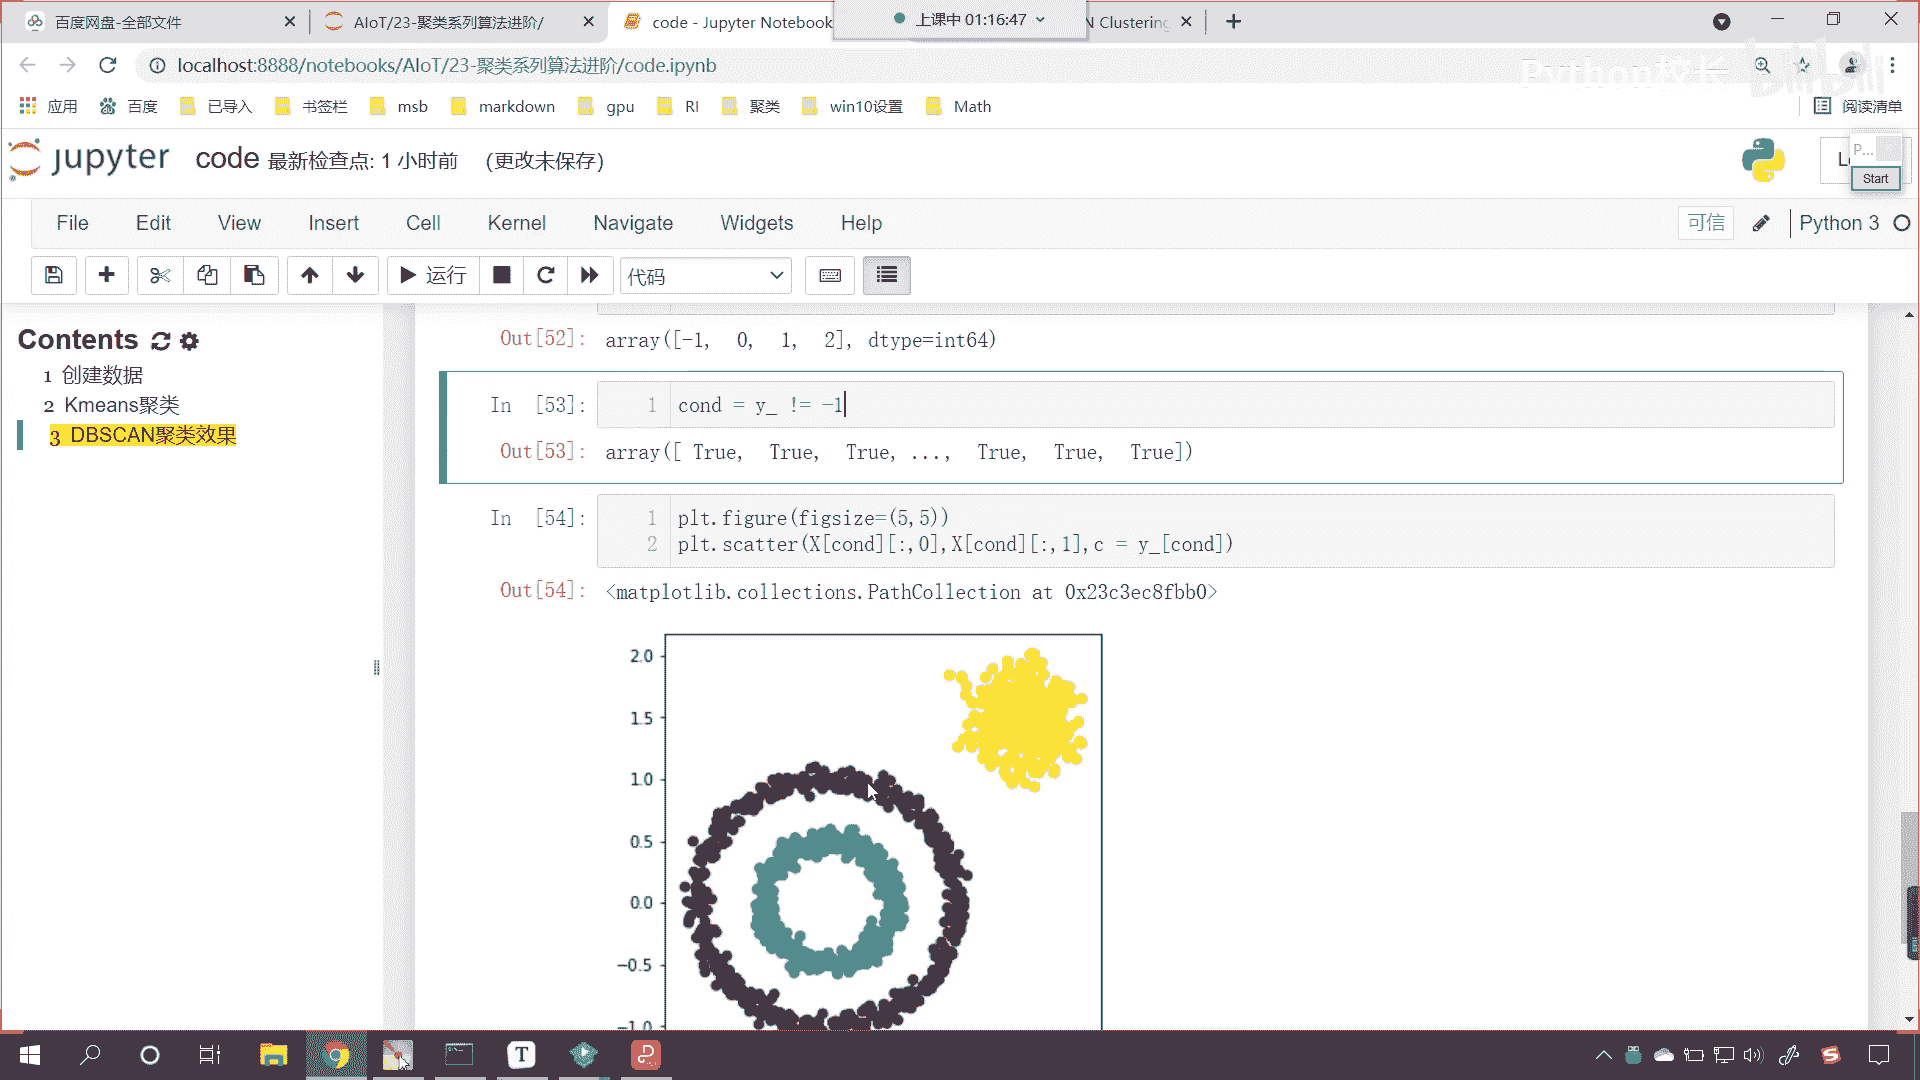 百度网盘-全部文件
AIoT/23-聚类系列算法进阶/
code - Jupyter Notebook
上课中 01:16:47
N Clustering
localhost:8888/notebooks/AIoT/23-聚类系列算法进阶/code.ipynb
Python校长
bilibili
应用 百度 已导入 书签栏 msb markdown gpu RI 聚类 win10设置 Math 阅读清单
jupyter code 最新检查点: 1 小时前 (更改未保存)
P...
Start
File Edit View Insert Cell Kernel Navigate Widgets Help 可信 Python 3
运行 代码
Contents
1 创建数据
2 Kmeans聚类
3 DBSCAN聚类效果
Out[52]: array([-1, 0, 1, 2], dtype=int64)
In [53]: 1 cond = y_ != -1
Out[53]: array([ True, True, True, ..., True, True, True])
In [54]: 1 plt.figure(figsize=(5,5))
2 plt.scatter(X[cond][:,0],X[cond][:,1],c = y_[cond])
Out[54]: <matplotlib.collections.PathCollection at 0x23c3ec8fbb0>
2.0
1.5
1.0
0.5
0.0
−0.5
−1.0